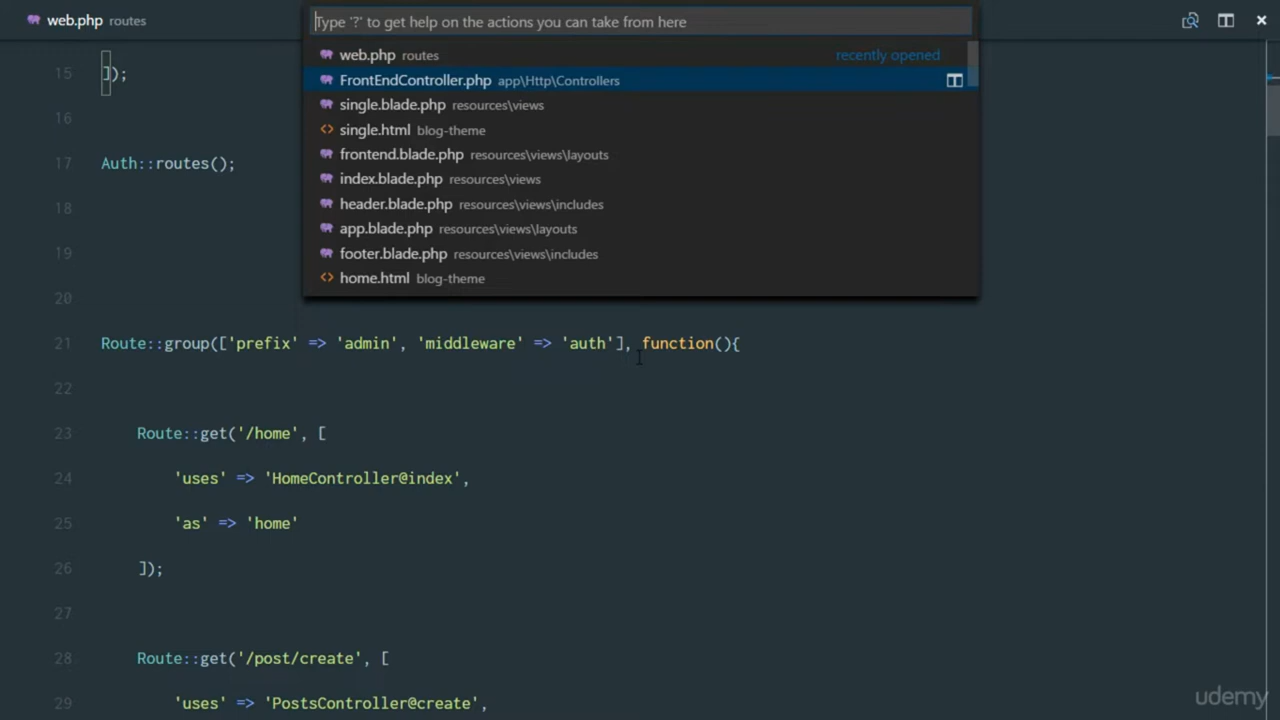 web.php routes
Type '?' to get help on the actions you can take from here
web.php routes recently opened
FrontEndController.php app\Http\Controllers
single.blade.php resources\views
single.html blog-theme
frontend.blade.php resources\views\layouts
index.blade.php resources\views
header.blade.php resources\views\includes
app.blade.php resources\views\layouts
footer.blade.php resources\views\includes
home.html blog-theme
15 ]);
16
17 Auth::routes();
18
19
20
21 Route::group(['prefix' => 'admin', 'middleware' => 'auth'], function(){
22
23 Route::get('/home', [
24 'uses' => 'HomeController@index',
25 'as' => 'home'
26 ]);
27
28 Route::get('/post/create', [
29 'uses' => 'PostsController@create',
udemy